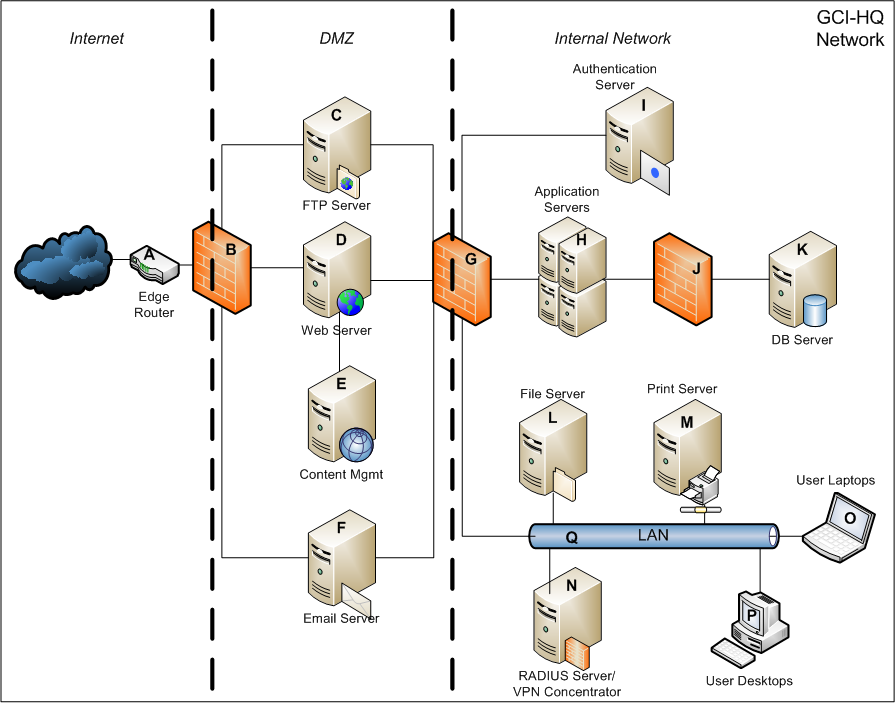 Internet
DMZ
Internal Network
GCI-HQ
Network
Authentication
Server
C
I
FTP Server
Application
Servers
A
B
D
G
H
J
K
Edge
Router
Web Server
DB Server
E
File Server
Print Server
L
M
Content Mgmt
User Laptops
F
O
Q
LAN
N
P
Email Server
RADIUS Server/
VPN Concentrator
User Desktops